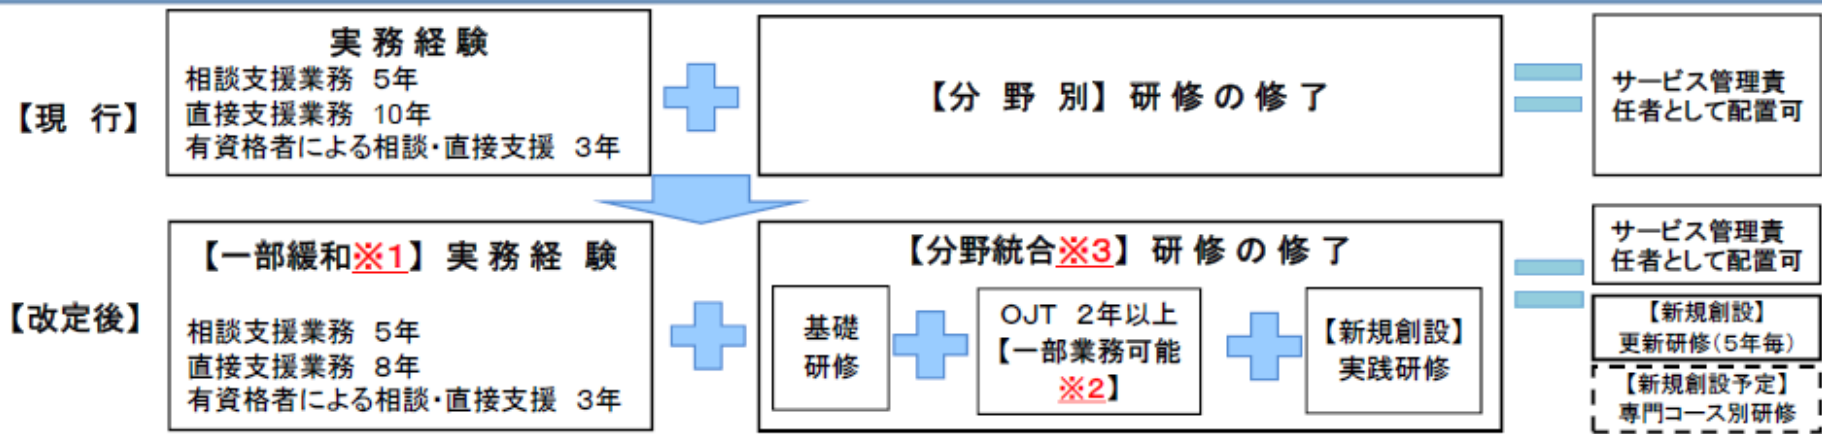 【現 行】
実務経験
相談支援業務 5年
直接支援業務 10年
有資格者による相談・直接支援 3年
【分 野 別】研修の修了
サービス管理責
任者として配置可
【改定後】
【一部緩和※1】実務経 験
相談支援業務 5年
直接支援業務 8年
有資格者による相談・直接支援 3年
【分野統合※3】研修の修了
基礎
研修
OJT 2年以上
【一部業務可能
※2】
【新規創設】
実践研修
サービス管理責
任者として配置可
【新規創設】
更新研修(5年毎)
【新規創設予定】
専門コース別研修